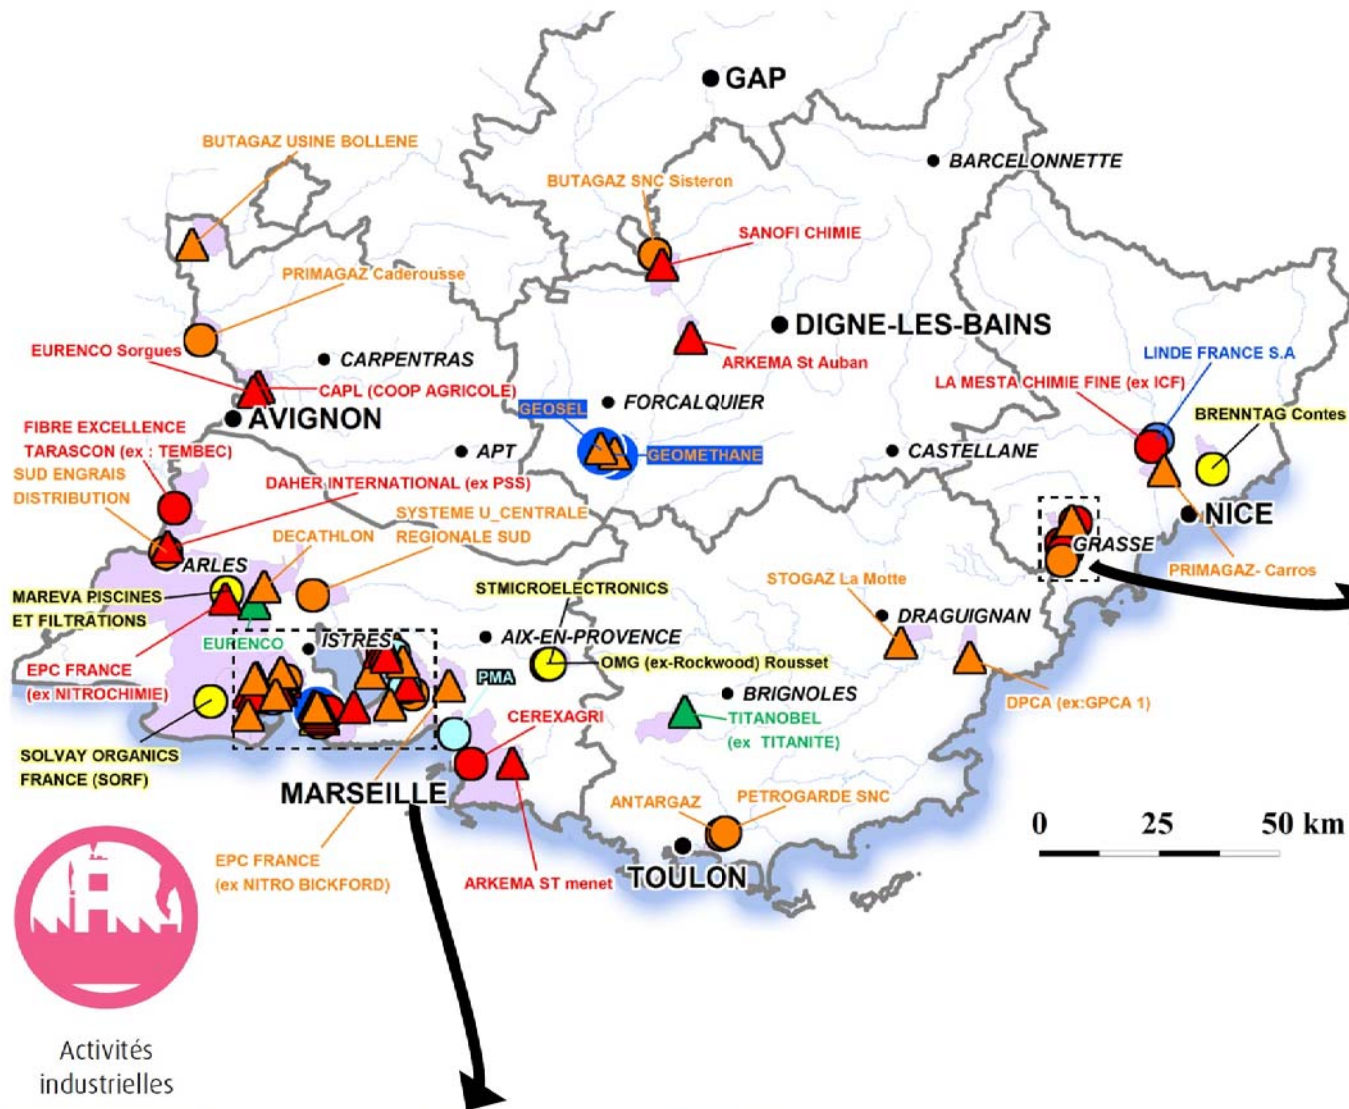 GAP
BUTAGAZ USINE BOLLENE
BARCELONNETTE
BUTAGAZ SNC Sisteron
SANOFI CHIMIE
PRIMAGAZ Caderousse
DIGNE-LES-BAINS
EURENCO Sorgues
CARPENTRAS
ARKEMA St Auban
LINDE FRANCE S.A
LA MESTA CHIMIE FINE (ex ICF)
CAPL (COOP AGRICOLE)
AVIGNON
GEOSEL
FORCALQUIER
BRENNTAG Contes
FIBRE EXCELLENCE
TARASCON (ex : TEMBEC)
APT
GEOMETHANE
CASTELLANE
SUD ENGRAIS
DISTRIBUTION
DAHER INTERNATIONAL (ex PSS)
SYSTEME U_CENTRALE
REGIONALE SUD
NICE
DECATHLON
GRASSE
ARLES
PRIMAGAZ- Carros
MAREVA PISCINES
ET FILTRATIONS
STMICROELECTRONICS
STOGAZ La Motte
DRAGUIGNAN
EURENCO
ISTRES
AIX-EN-PROVENCE
EPC FRANCE
(ex NITROCHIMIE)
OMG (ex-Rockwood) Rousset
PMA
BRIGNOLES
DPCA (ex:GPCA 1)
CEREXAGRI
TITANOBEL
(ex TITANITE)
SOLVAY ORGANICS
FRANCE (SORF)
MARSEILLE
ANTARGAZ
PETROGARDE SNC
0 25 50 km
EPC FRANCE
(ex NITRO BICKFORD)
ARKEMA ST menet
TOULON
Activités
industrielles